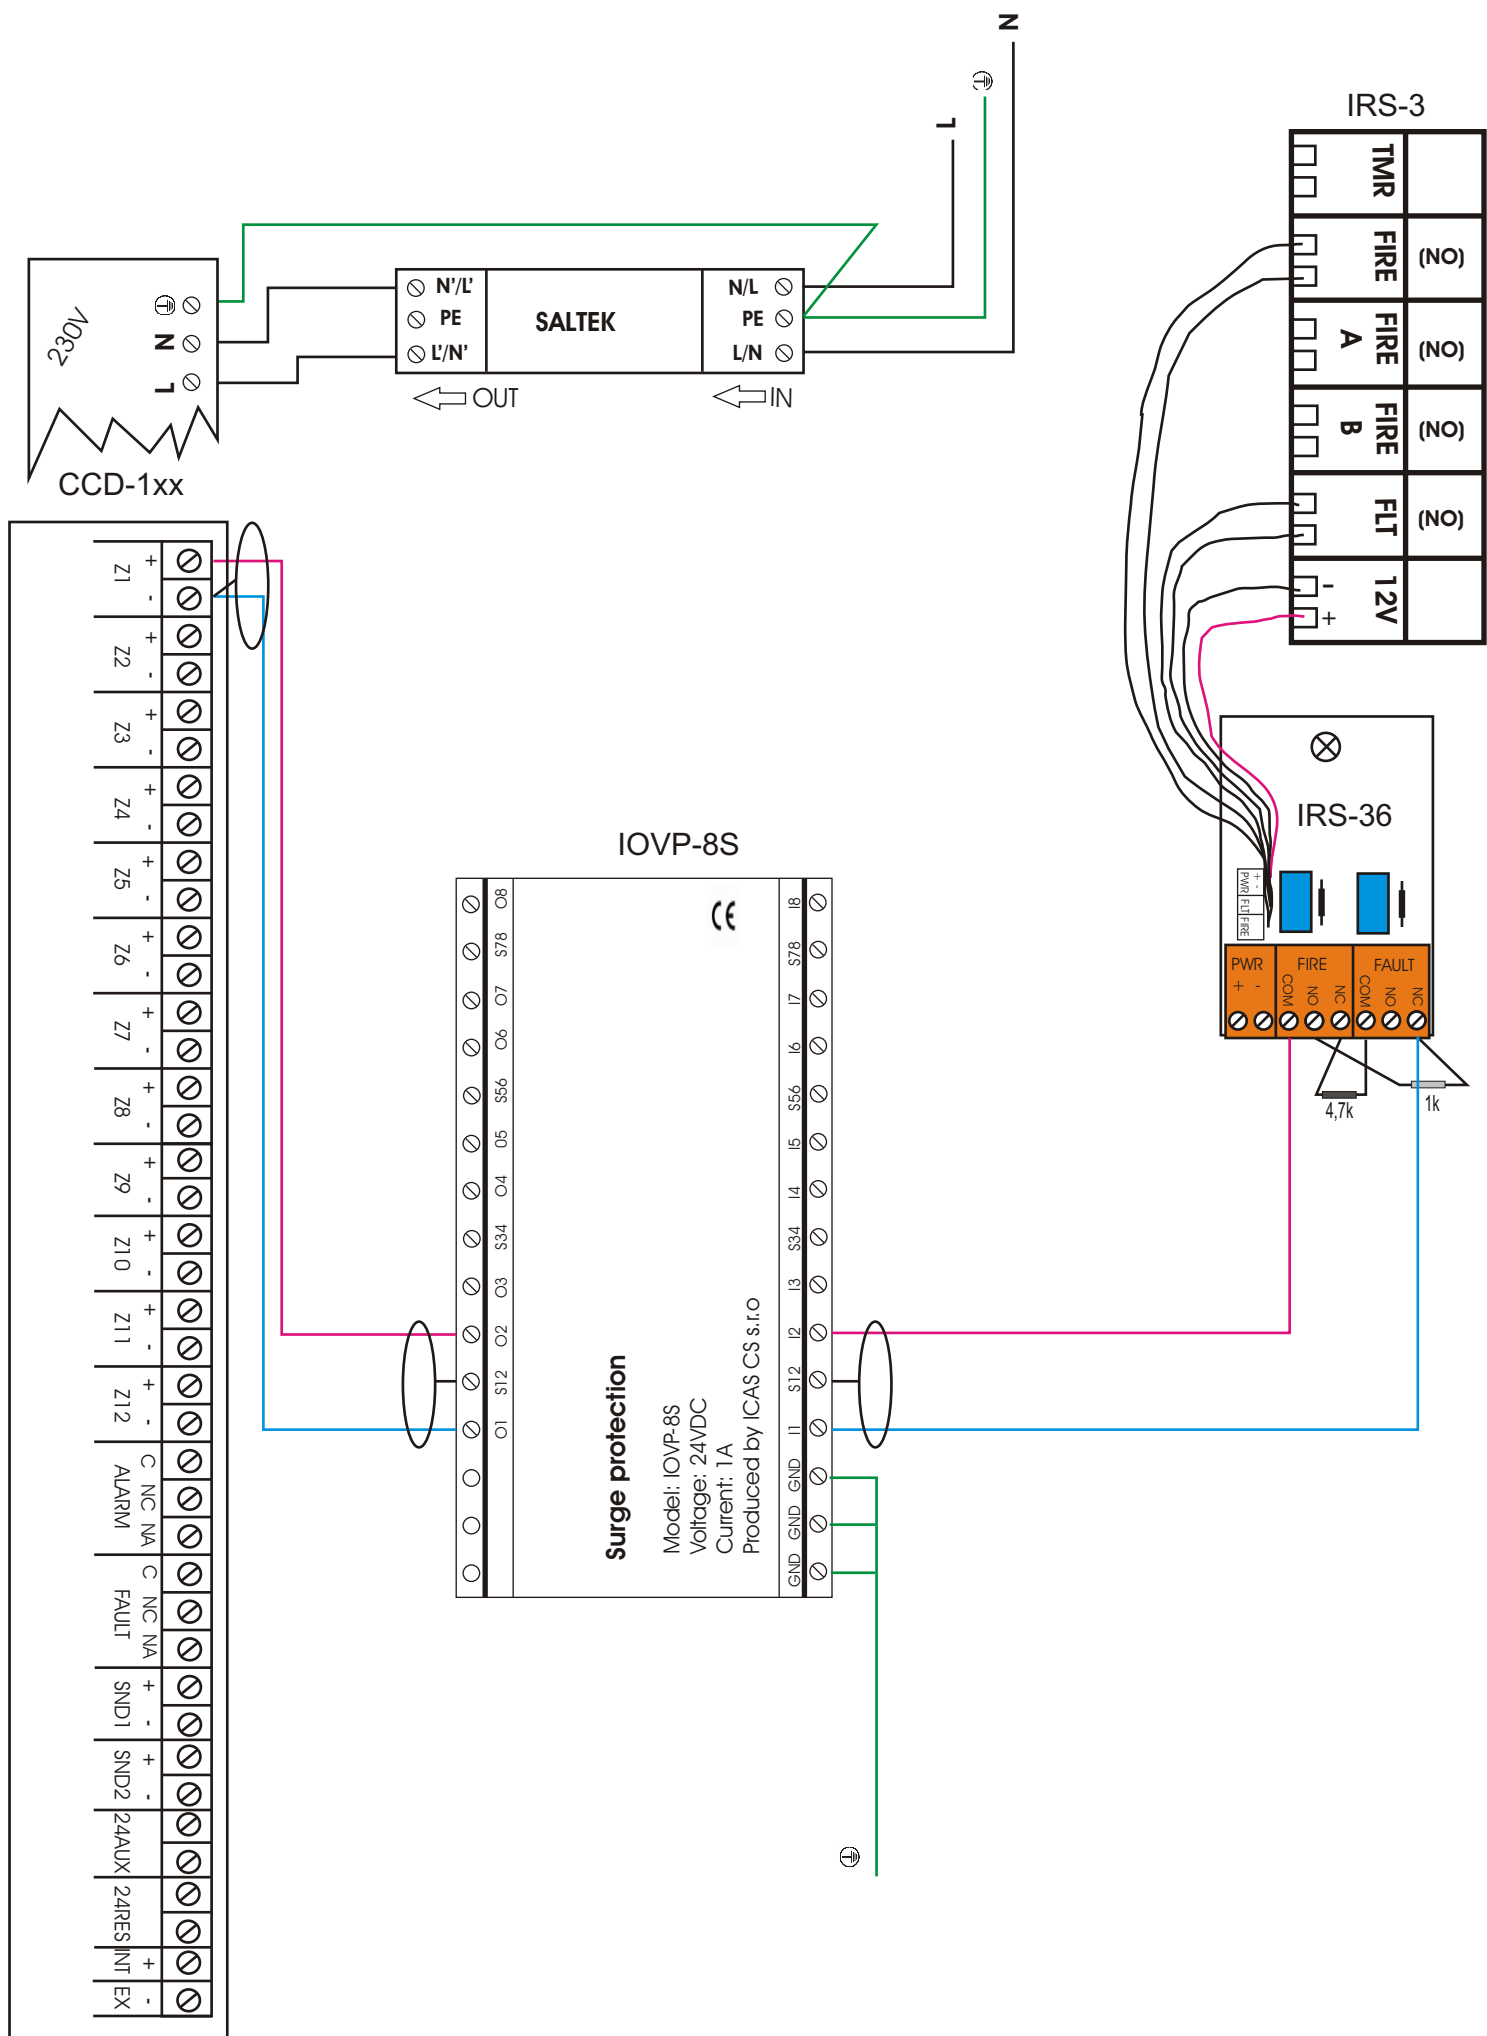 N
L
IRS-3
TMR
FIRE
(NO)
FIRE
A
(NO)
FIRE
B
(NO)
FLT
(NO)
12V
-
+
230V
N
L
N'/L'
PE
L'/N'
SALTEK
N/L
PE
L/N
OUT
IN
CCD-1xx
Z1 + -
Z2 + -
Z3 + -
Z4 + -
Z5 + -
Z6 + -
Z7 + -
Z8 + -
Z9 + -
Z10 + -
Z11 + -
Z12 + -
C NC NA
ALARM
C NC NA
FAULT
SND1 + -
SND2 + -
24AUX
24RES
INT +
EX -
IOVP-8S
O8
S78
O7
O6
S56
05
O4
S34
O3
O2
S12
O1
CE
Surge protection
Model: IOVP-8S
Voltage: 24VDC
Current: 1A
Produced by ICAS CS s.r.o
I8
S78
I7
I6
S56
I5
I4
S34
I3
I2
S12
I1
GND
GND
GND
IRS-36
+ -
PWR FLT FIRE
PWR
+ -
FIRE
COM NO NC
FAULT
COM NO NC
4,7k
1k